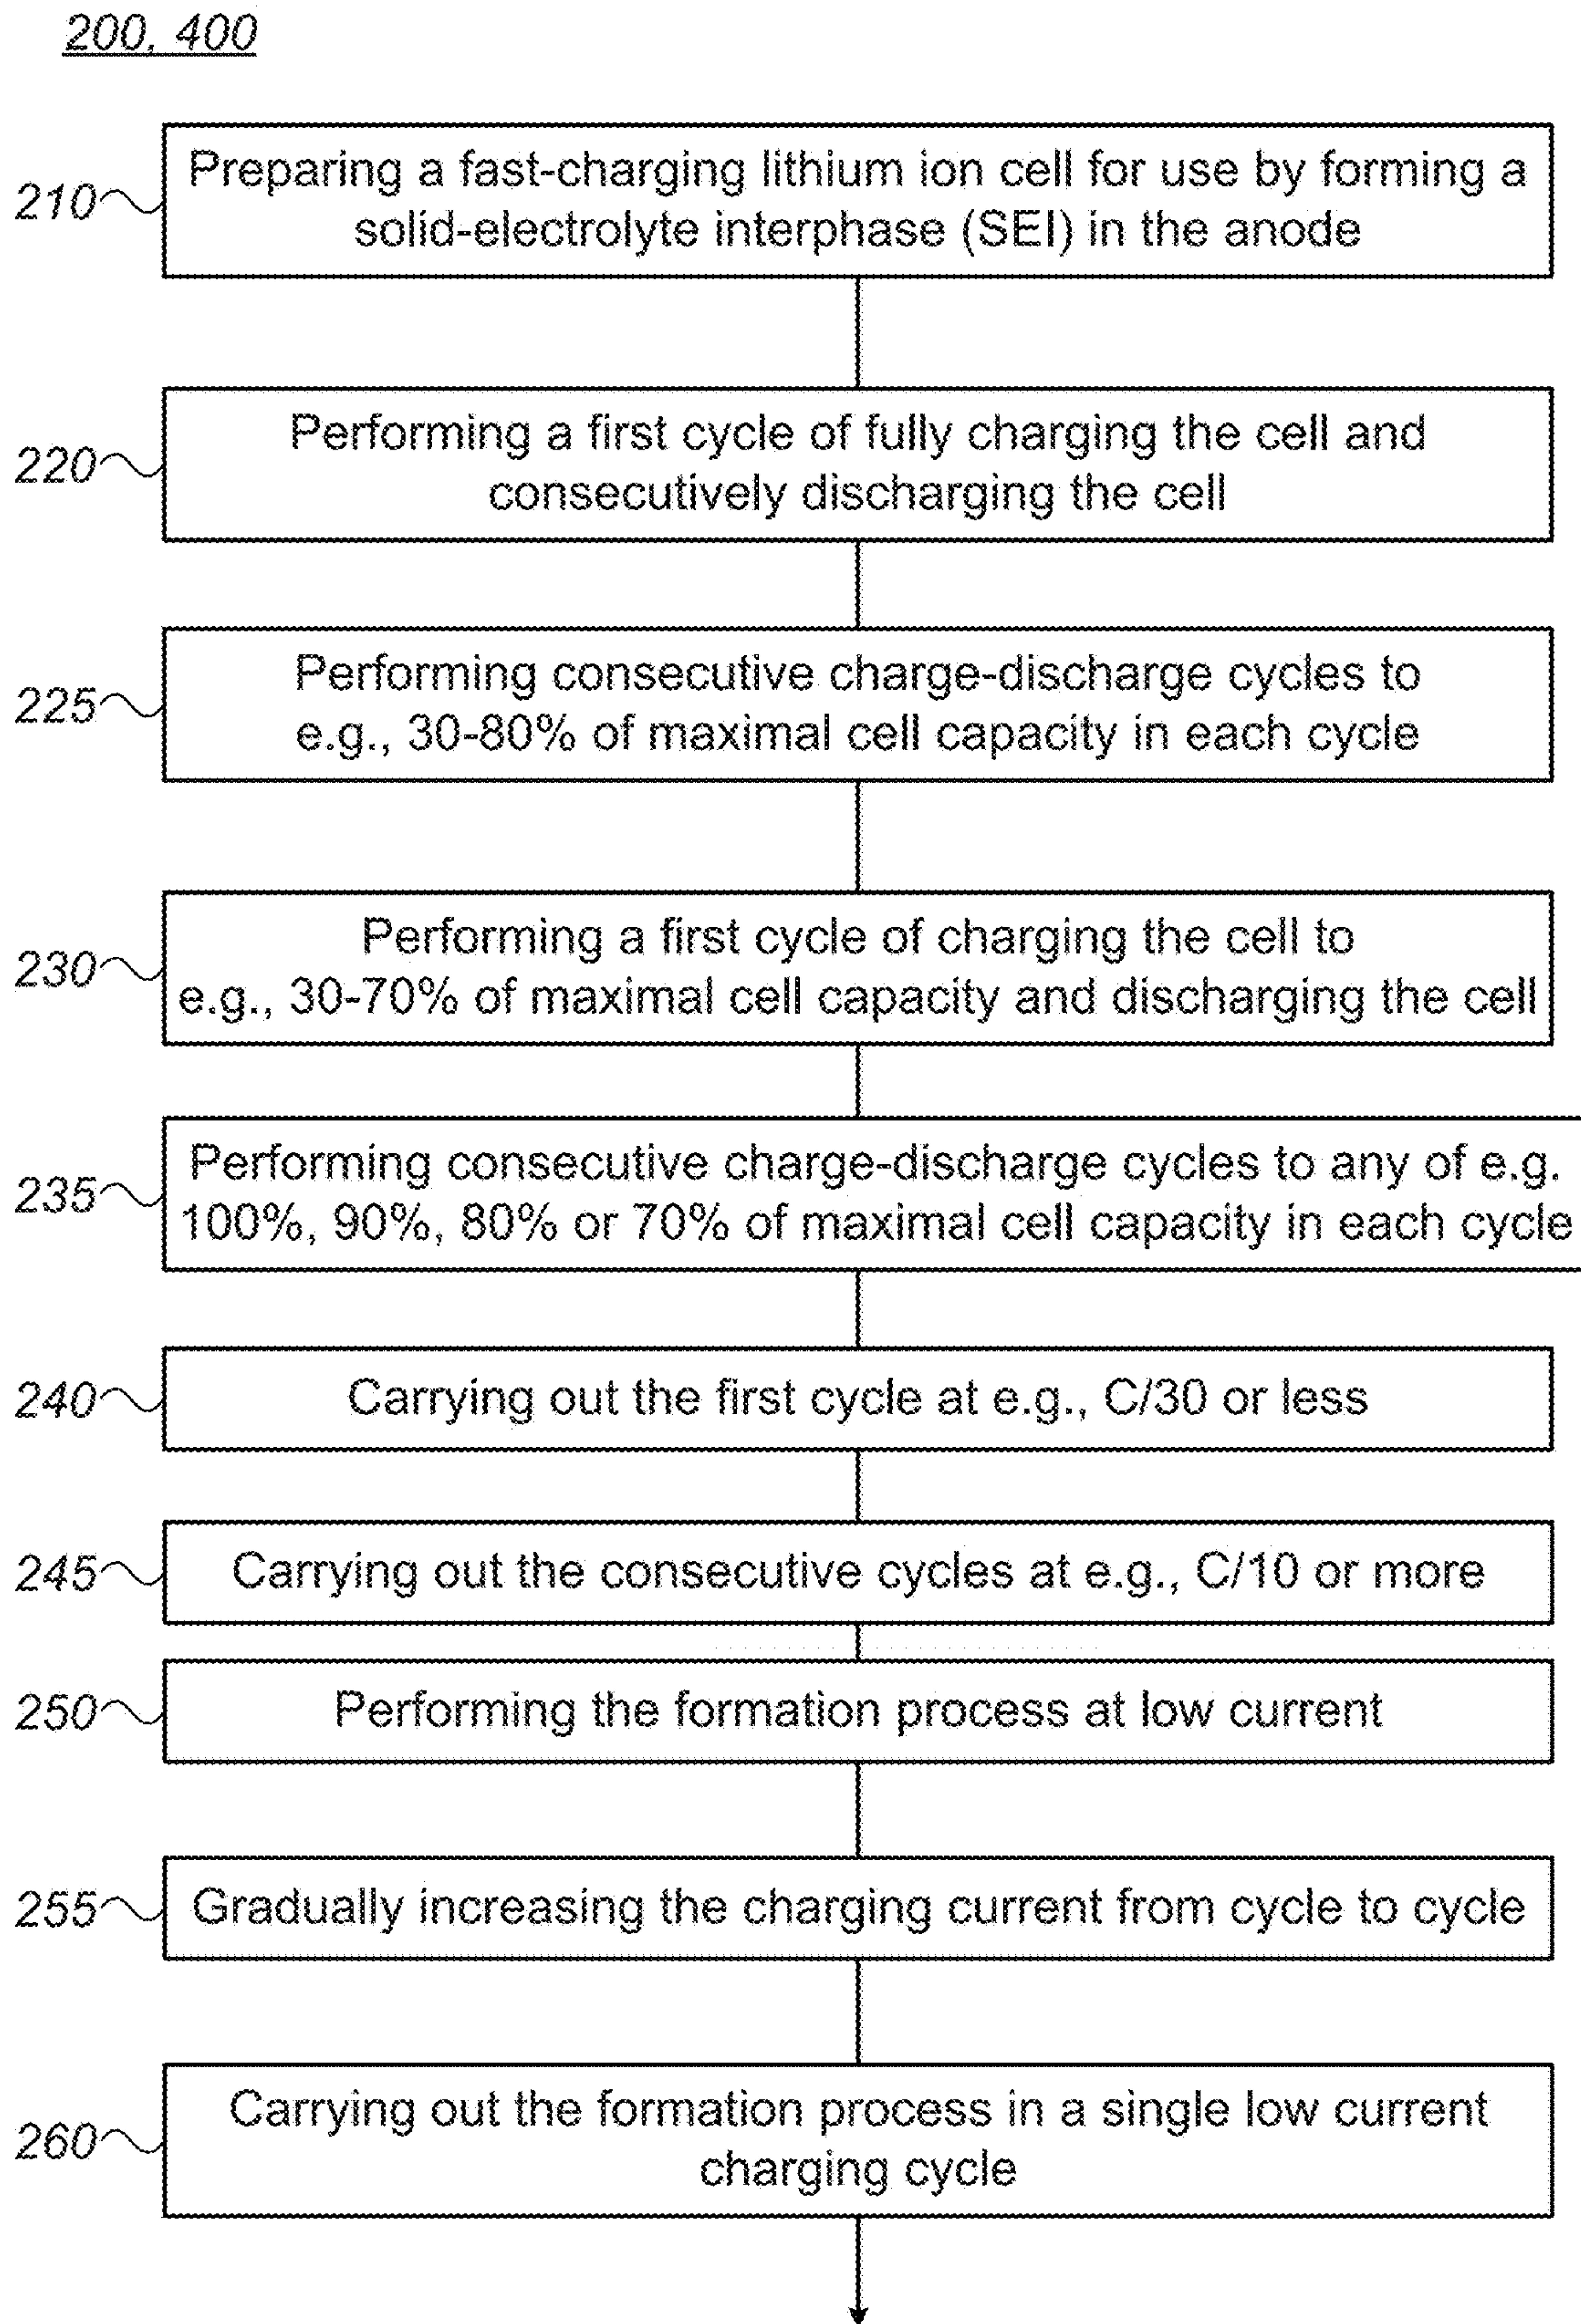 200, 400
210
Preparing a fast-charging lithium ion cell for use by forming a
solid-electrolyte interphase (SEI) in the anode
220
Performing a first cycle of fully charging the cell and
consecutively discharging the cell
225
Performing consecutive charge-discharge cycles to
e.g., 30-80% of maximal cell capacity in each cycle
230
Performing a first cycle of charging the cell to
e.g., 30-70% of maximal cell capacity and discharging the cell
235
Performing consecutive charge-discharge cycles to any of e.g.
100%, 90%, 80% or 70% of maximal cell capacity in each cycle
240
Carrying out the first cycle at e.g., C/30 or less
245
Carrying out the consecutive cycles at e.g., C/10 or more
250
Performing the formation process at low current
255
Gradually increasing the charging current from cycle to cycle
260
Carrying out the formation process in a single low current
charging cycle